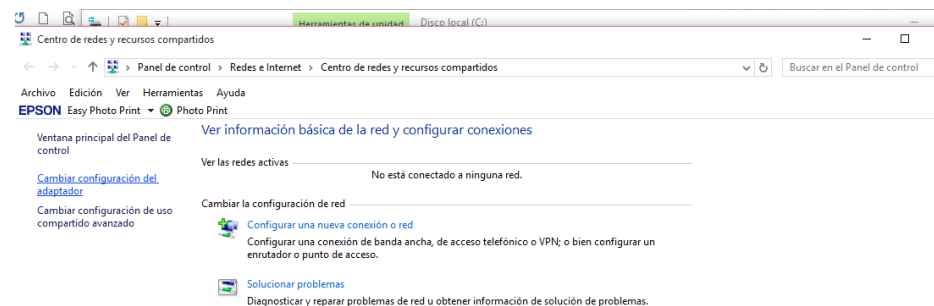 Herramientas de unidad Disco local (C:)
Centro de redes y recursos compartidos
Panel de control > Redes e Internet > Centro de redes y recursos compartidos
Buscar en el Panel de control
Archivo Edición Ver Herramientas Ayuda
EPSON Easy Photo Print Photo Print
Ventana principal del Panel de
control
Cambiar configuración del
adaptador
Cambiar configuración de uso
compartido avanzado
Ver información básica de la red y configurar conexiones
Ver las redes activas
No está conectado a ninguna red.
Cambiar la configuración de red
Configurar una nueva conexión o red
Configurar una conexión de banda ancha, de acceso telefónico o VPN; o bien configurar un
enrutador o punto de acceso.
Solucionar problemas
Diagnosticar y reparar problemas de red u obtener información de solución de problemas.